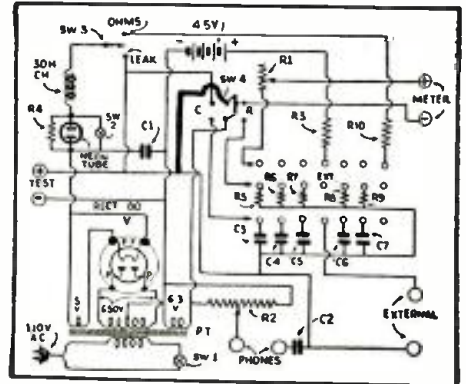 OHMS
SW 3
45V
- +
LEAK
SW 4
R1
30H
CH
C
R
METER
R4
SW
2
C1
R3
R10
NEON
TUBE
TEST
R6
R7
EXT
R5
R8
R9
RECT
V
C3
C4
C5
C6
C7
F F
P P
5V
650V
6.3
V
PT
R2
C2
EXTERNAL
110V
AC
SW 1
PHONES